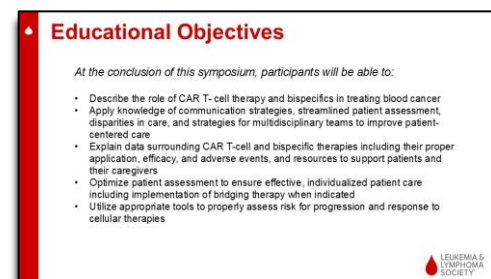 Educational Objectives
At the conclusion of this symposium, participants will be able to:
• Describe the role of CAR T- cell therapy and bispecifics in treating blood cancer
• Apply knowledge of communication strategies, streamlined patient assessment,
disparities in care, and strategies for multidisciplinary teams to improve patient-
centered care
• Explain data surrounding CAR T-cell and bispecific therapies including their proper
application, efficacy, and adverse events, and resources to support patients and
their caregivers
• Optimize patient assessment to ensure effective, individualized patient care
including implementation of bridging therapy when indicated
• Utilize appropriate tools to properly assess risk for progression and response to
cellular therapies
LEUKEMIA &
LYMPHOMA
SOCIETY